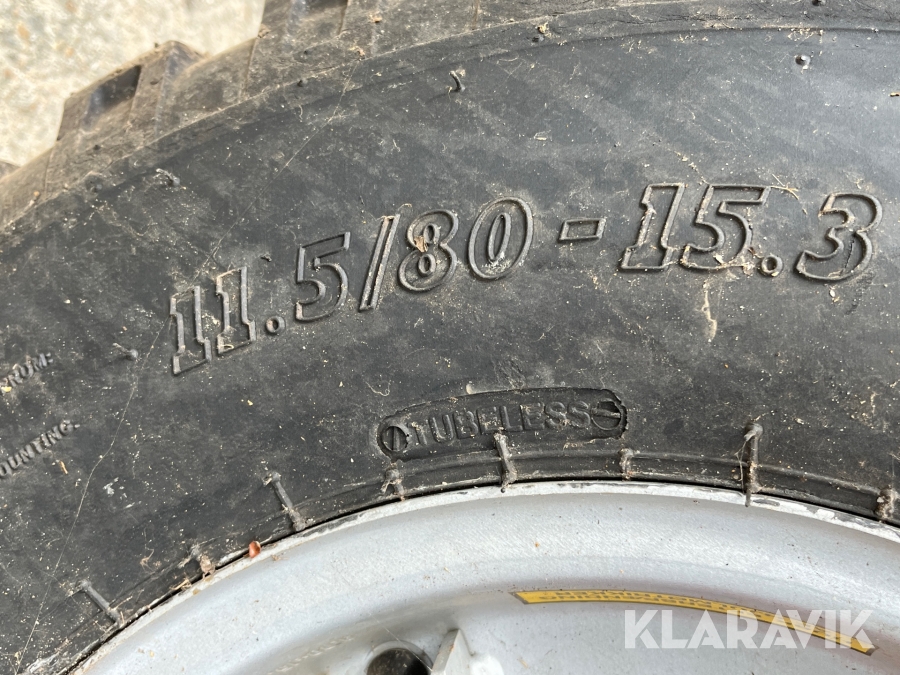 11.5/80 - 15.3
TUBELESS
KLARAVIK